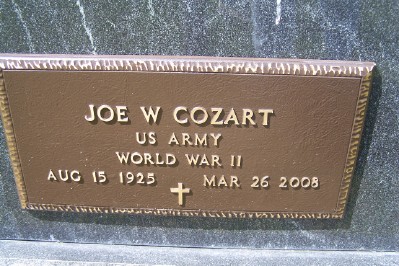 JOE W COZART
US ARMY
WORLD WAR II
AUG 15 1925 MAR 26 2008